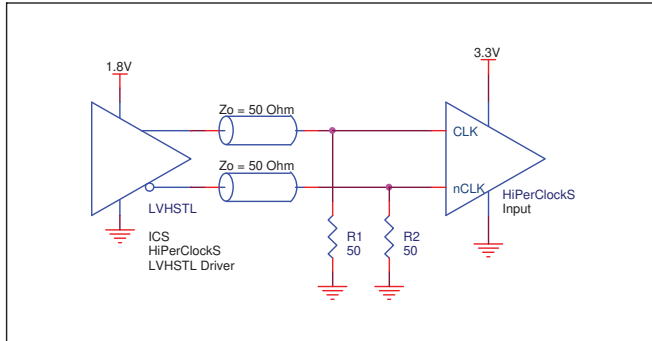 1.8V
3.3V
Zo = 50 Ohm
CLK
Zo = 50 Ohm
nCLK
LVHSTL
HiPerClockS
Input
ICS
HiPerClockS
LVHSTL Driver
R1
50
R2
50